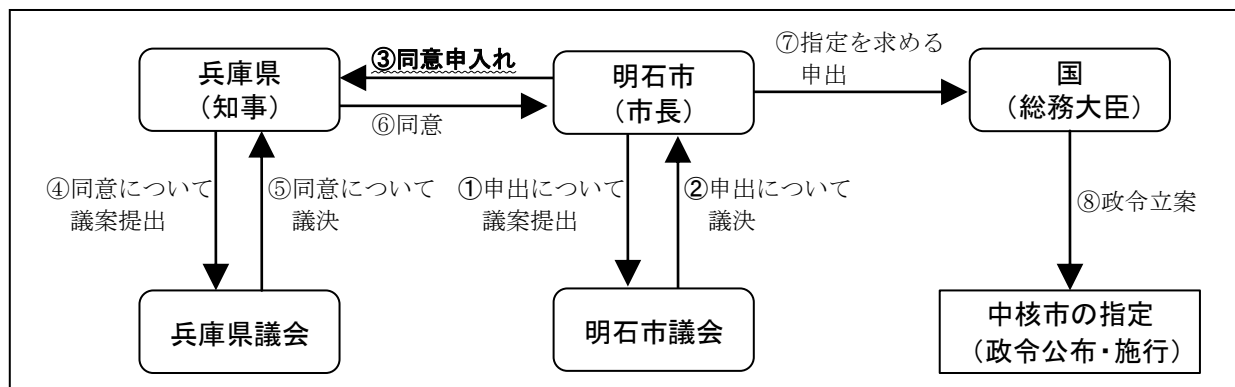 兵庫県
（知事）
③同意申入れ
⑥同意
明石市
（市長）
⑦指定を求める
申出
国
（総務大臣）
④同意について
議案提出
⑤同意について
議決
①申出について
議案提出
②申出について
議決
⑧政令立案
兵庫県議会
明石市議会
中核市の指定
（政令公布・施行）